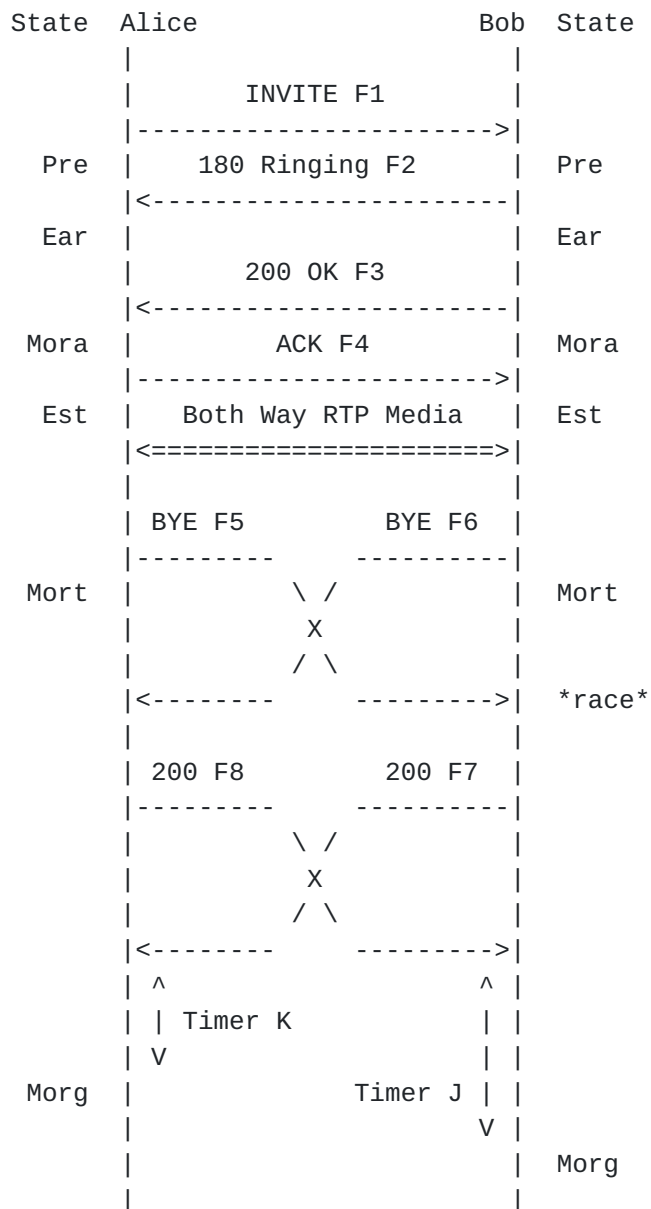 State  Alice                  Bob  State
       |                        |
       |       INVITE F1        |
       |----------------------->|
  Pre  |    180 Ringing F2      |  Pre
       |<-----------------------|
  Ear  |                        |  Ear
       |       200 OK F3        |
       |<-----------------------|
 Mora  |         ACK F4         |  Mora
       |----------------------->|
  Est  |   Both Way RTP Media   |  Est
       |<======================>|
       |                        |
       | BYE F5         BYE F6  |
       |---------     ----------|
 Mort  |          \ /           |  Mort
       |           X            |
       |          / \           |
       |<--------     --------->|  *race*
       |                        |
       | 200 F8         200 F7  |
       |---------     ----------|
       |          \ /           |
       |           X            |
       |          / \           |
       |<--------     --------->|
       | ^                    ^ |
       | | Timer K            | |
       | V                    | |
 Morg  |              Timer J | |
       |                      V |
       |                        |  Morg
       |                        |